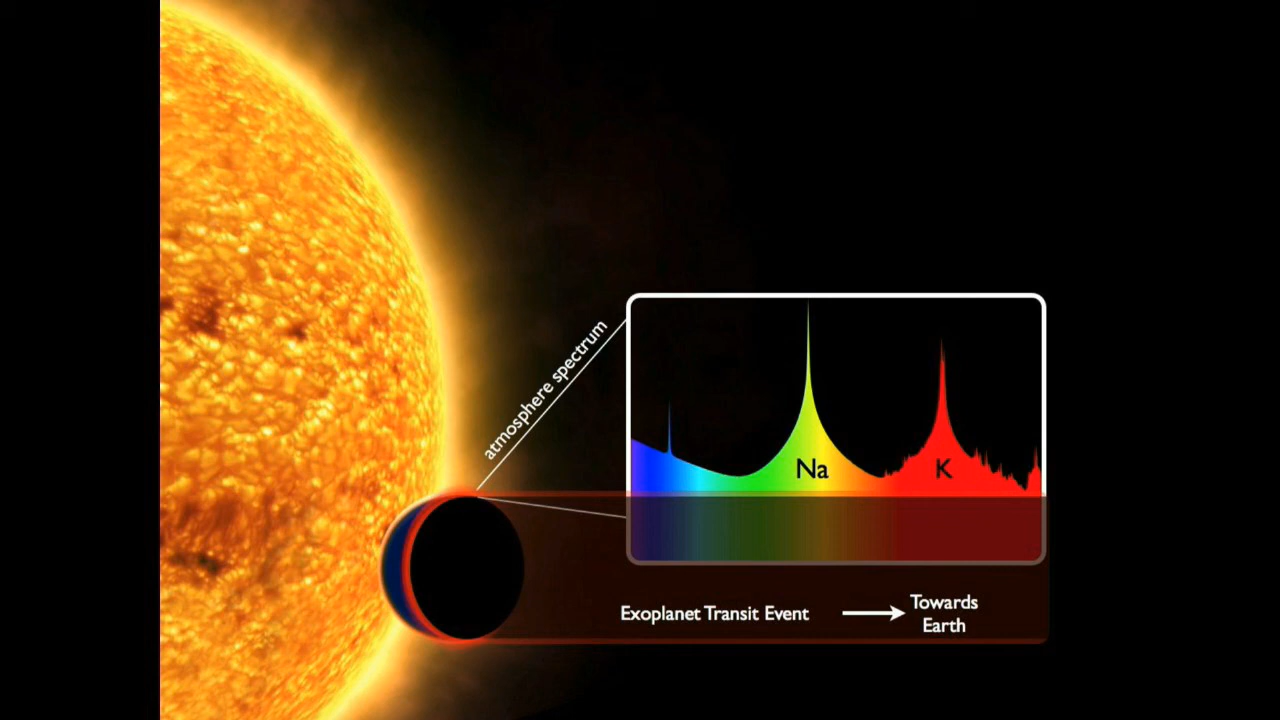 atmosphere spectrum
Na
K
Exoplanet Transit Event
Towards
Earth